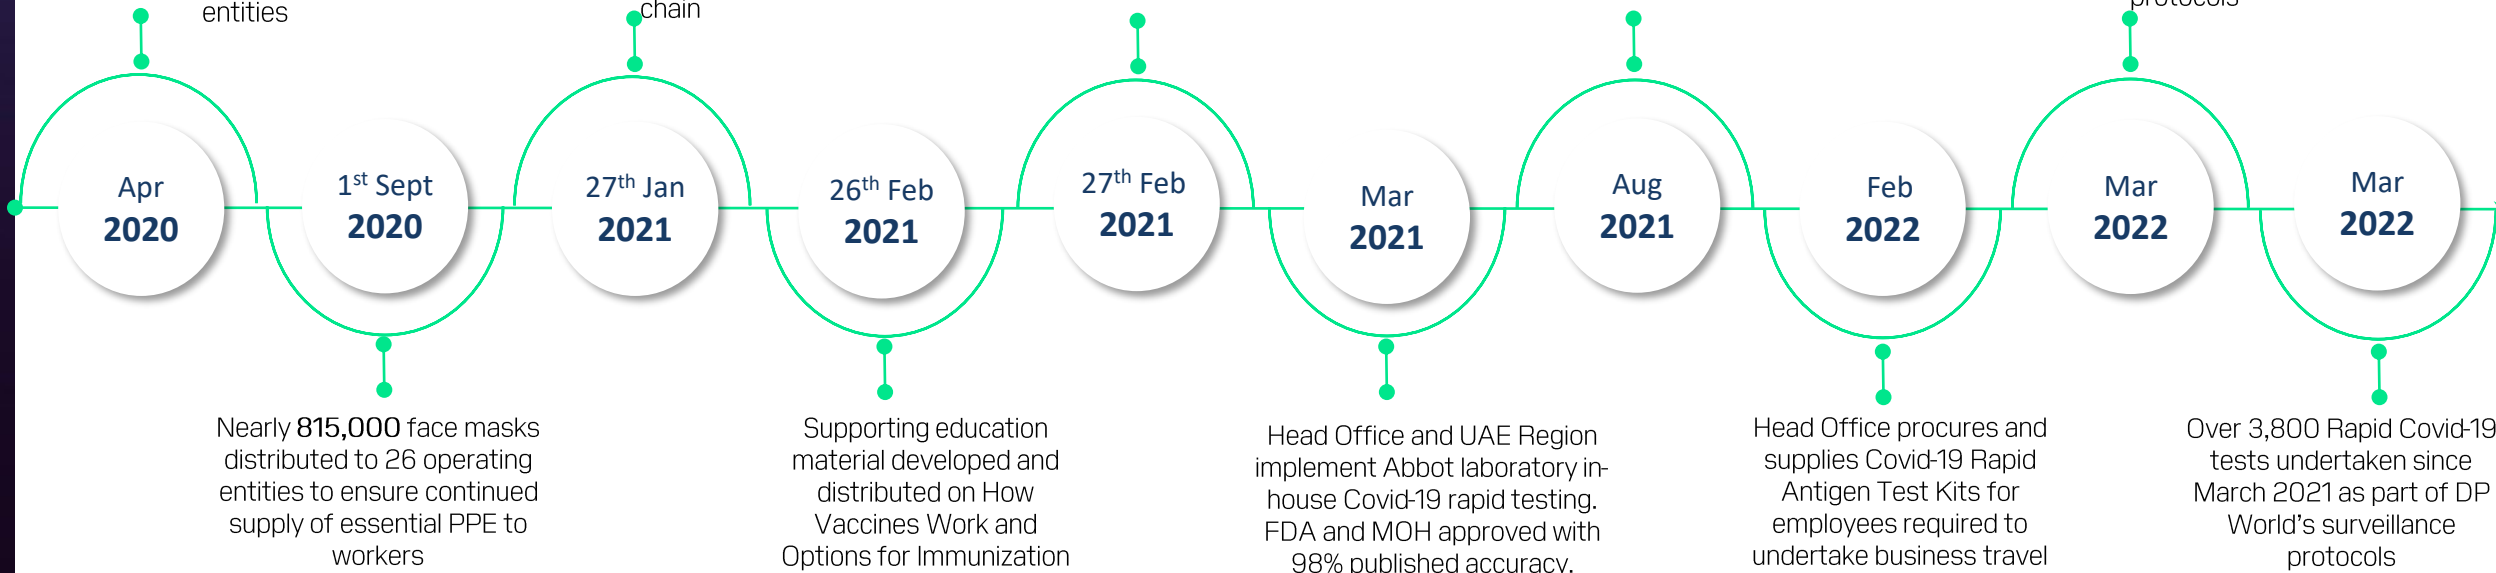 entities
chain
protocols
Apr
2020
1st Sept
2020
27th Jan
2021
26th Feb
2021
27th Feb
2021
Mar
2021
Aug
2021
Feb
2022
Mar
2022
Mar
2022
Nearly 815,000 face masks
distributed to 26 operating
entities to ensure continued
supply of essential PPE to
workers
Supporting education
material developed and
distributed on How
Vaccines Work and
Options for Immunization
Head Office and UAE Region
implement Abbot laboratory in-
house Covid-19 rapid testing.
FDA and MOH approved with
98% published accuracy.
Head Office procures and
supplies Covid-19 Rapid
Antigen Test Kits for
employees required to
undertake business travel
Over 3,800 Rapid Covid-19
tests undertaken since
March 2021 as part of DP
World's surveillance
protocols